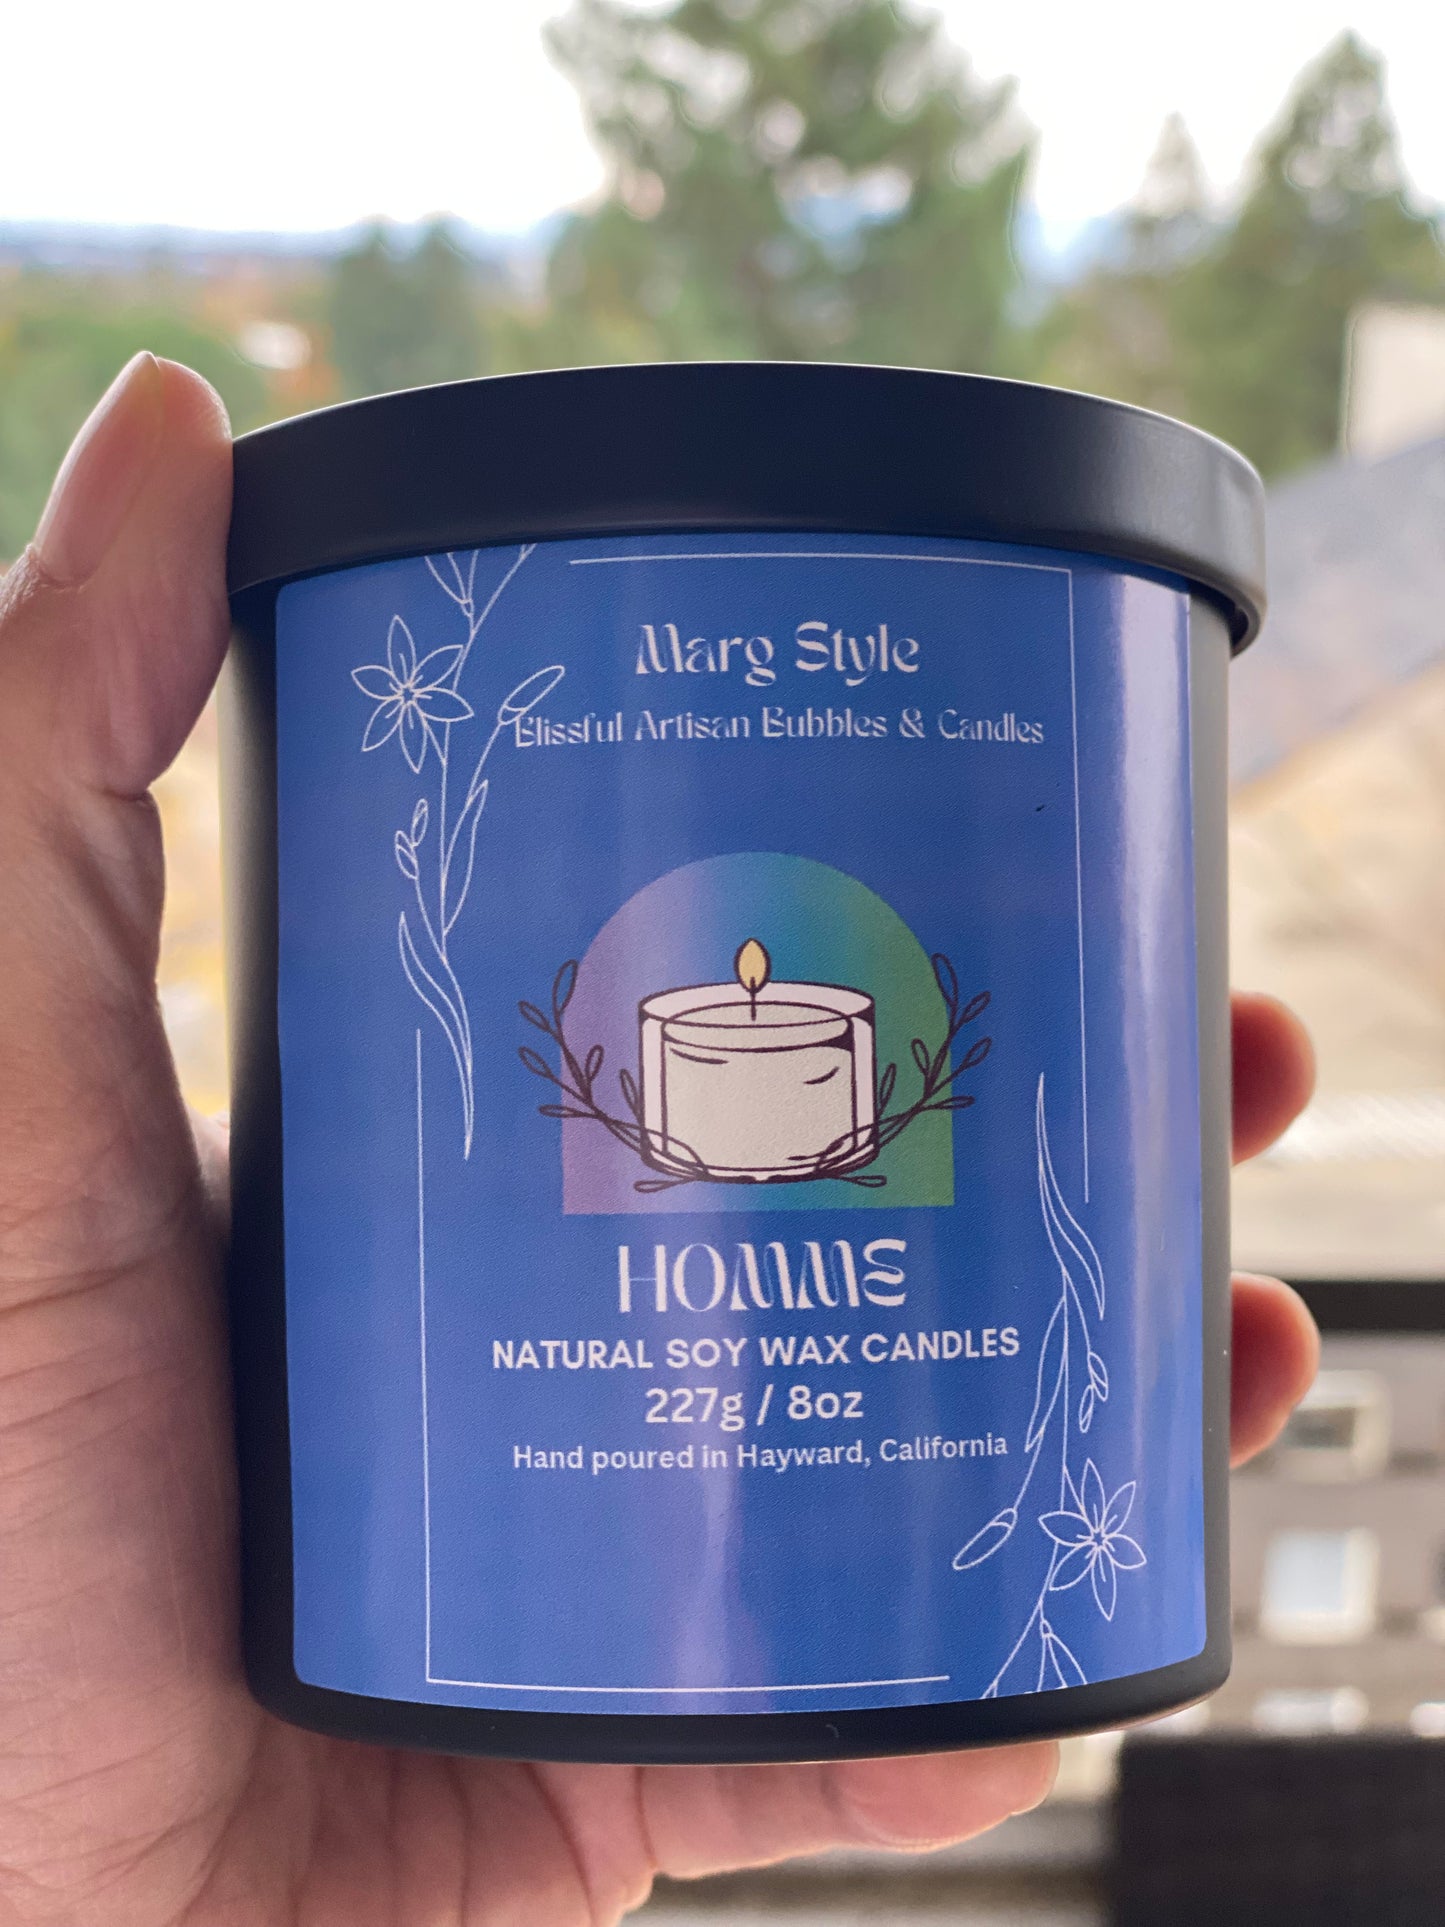 Marg Style
Blissful Artisan Bubbles & Candles
HOMME
NATURAL SOY WAX CANDLES
227g / 8oz
Hand poured in Hayward, California